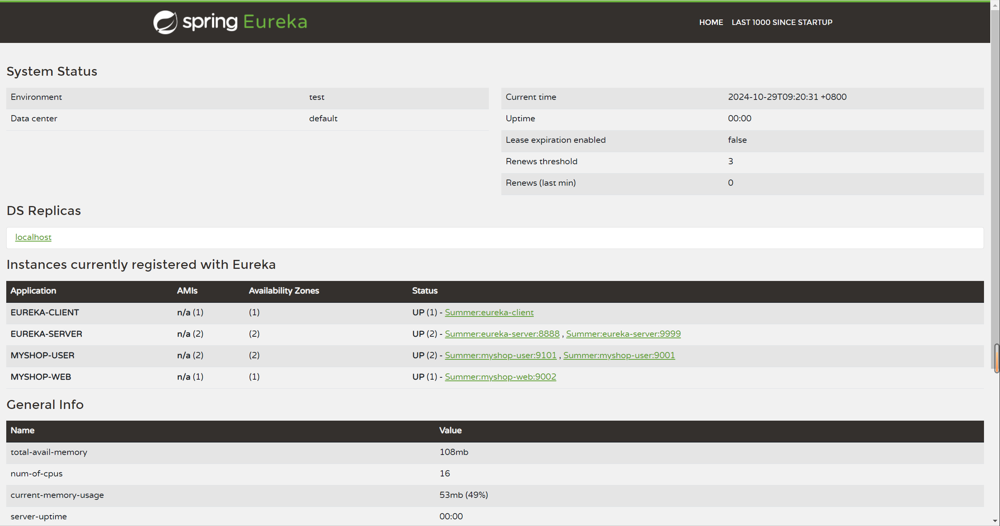 spring Eureka
HOME LAST 1000 SINCE STARTUP
System Status
Environment test
Data center default
Current time 2024-10-29T09:20:31 +0800
Uptime 00:00
Lease expiration enabled false
Renews threshold 3
Renews (last min) 0
DS Replicas
localhost
Instances currently registered with Eureka
Application AMIs Availability Zones Status
EUREKA-CLIENT n/a (1) (1) UP (1) - Summer:eureka-client
EUREKA-SERVER n/a (2) (2) UP (2) - Summer:eureka-server:8888 , Summer:eureka-server:9999
MYSHOP-USER n/a (2) (2) UP (2) - Summer:myshop-user:9101 , Summer:myshop-user:9001
MYSHOP-WEB n/a (1) (1) UP (1) - Summer:myshop-web:9002
General Info
Name Value
total-avail-memory 108mb
num-of-cpus 16
current-memory-usage 53mb (49%)
server-uptime 00:00